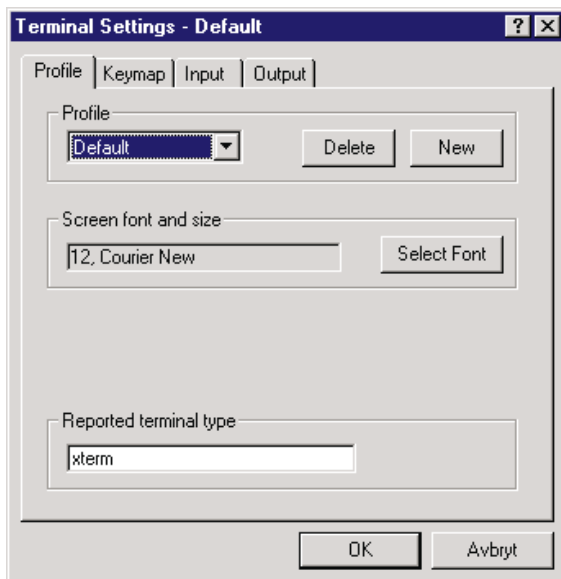 Terminal Settings - Default
Profile Keymap Input Output
Profile
Default Delete New
Screen font and size
12, Courier New Select Font
Reported terminal type
xterm
OK Avbryt